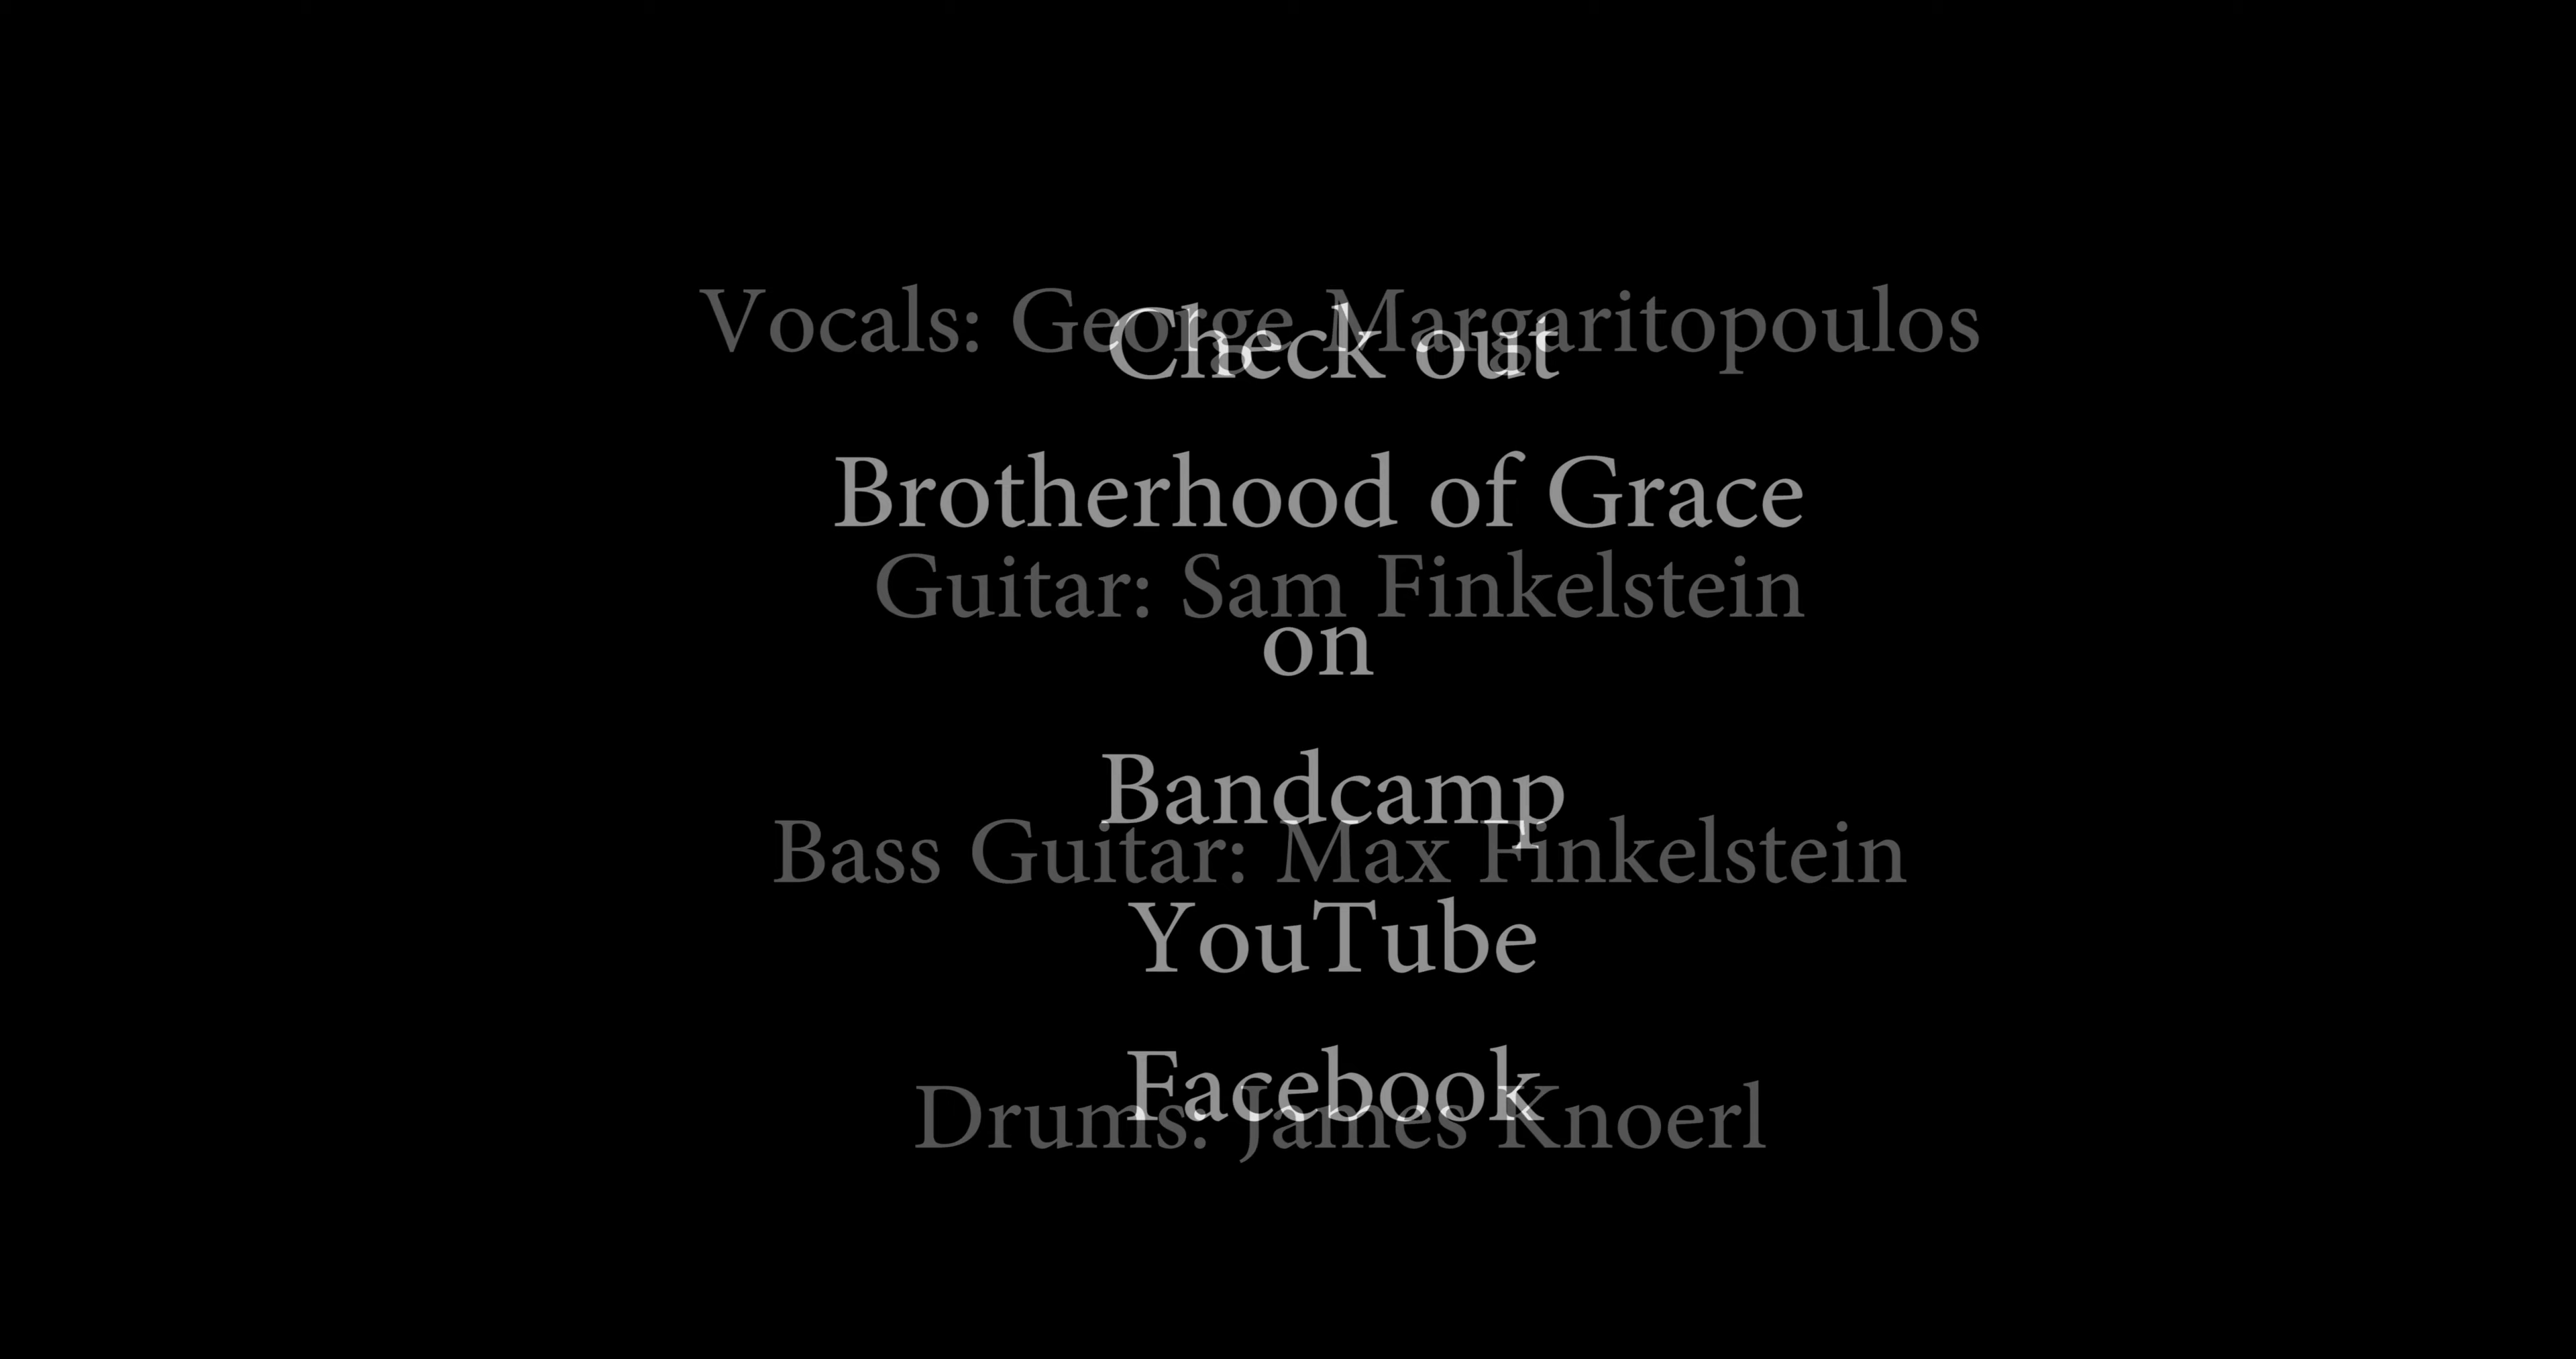 Vocals: George Margaritopoulos
Check out
Brotherhood of Grace
Guitar: Sam Finkelstein
on
Bandcamp
Bass Guitar: Max Finkelstein
YouTube
Facebook
Drums: James Knoerl